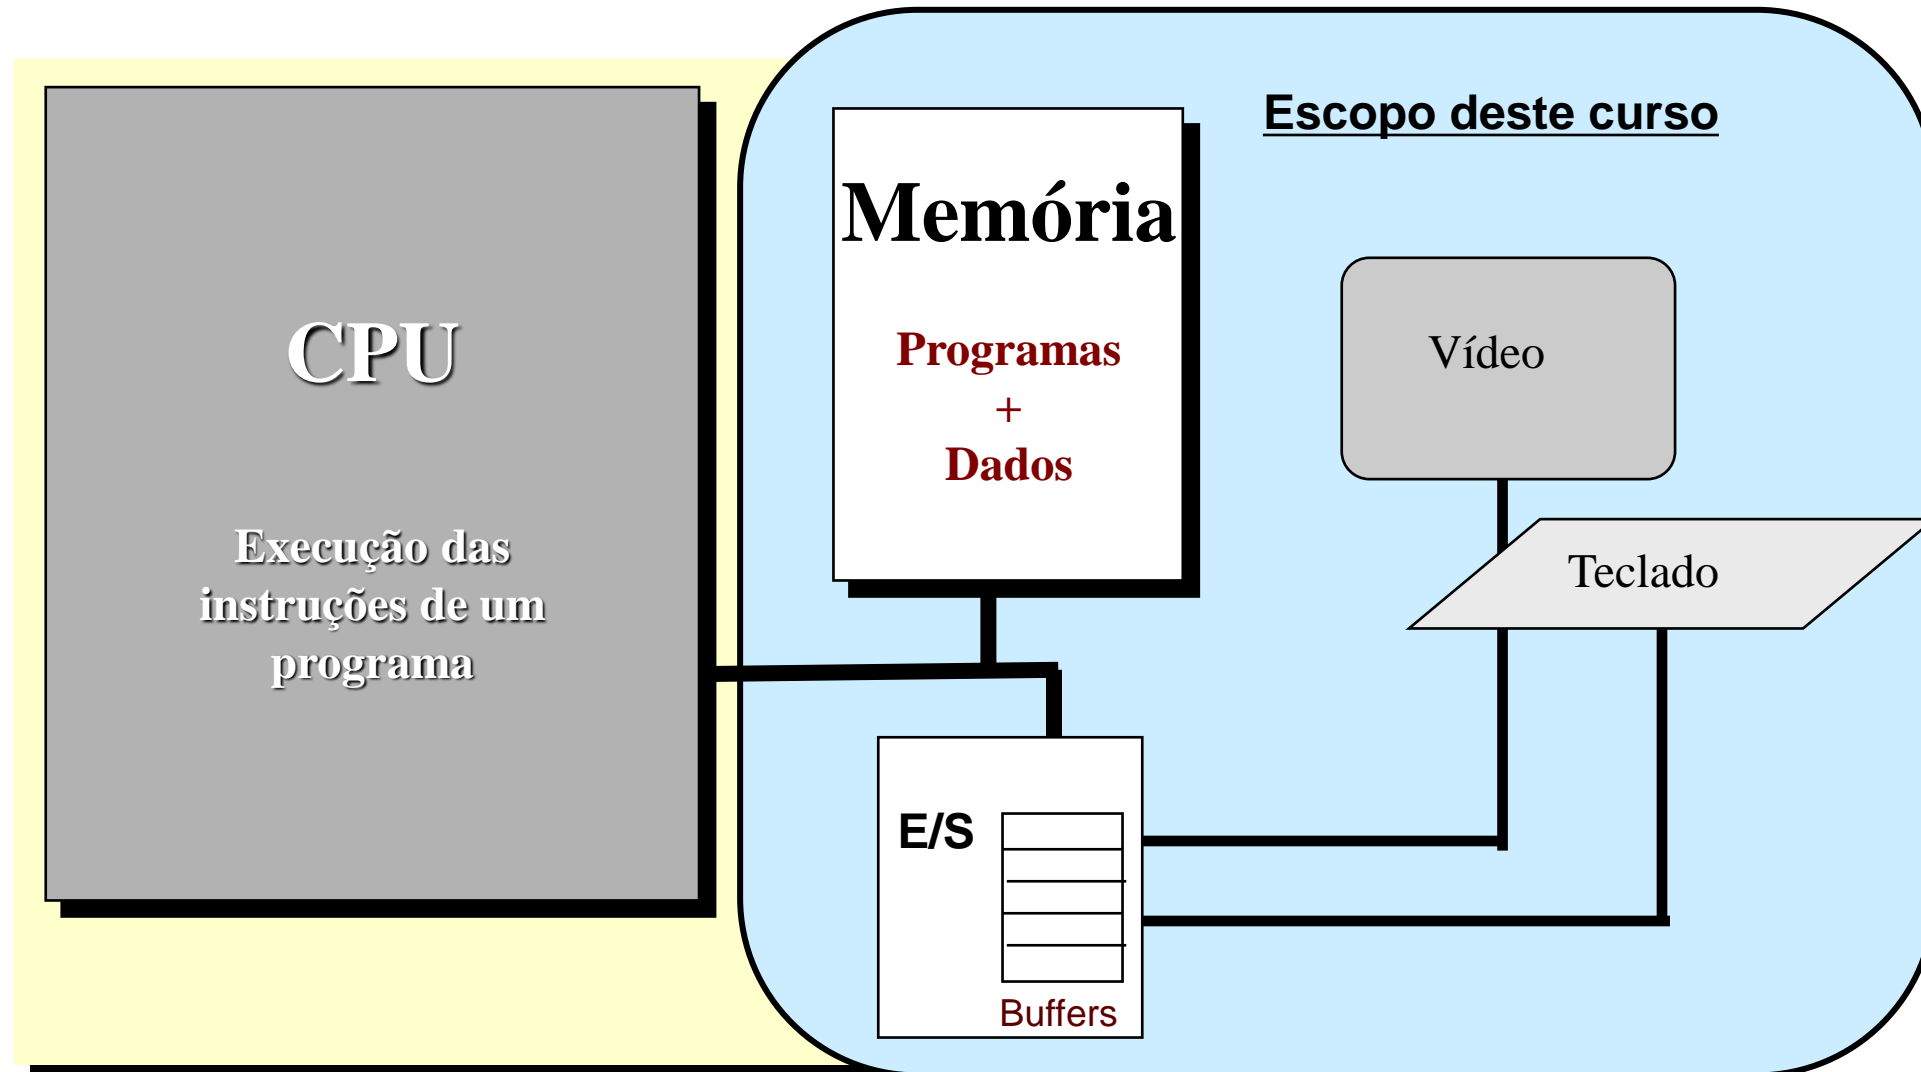 CPU
Execução das
instruções de um
programa
Escopo deste curso
Memória
Programas
+
Dados
Vídeo
Teclado
E/S
Buffers